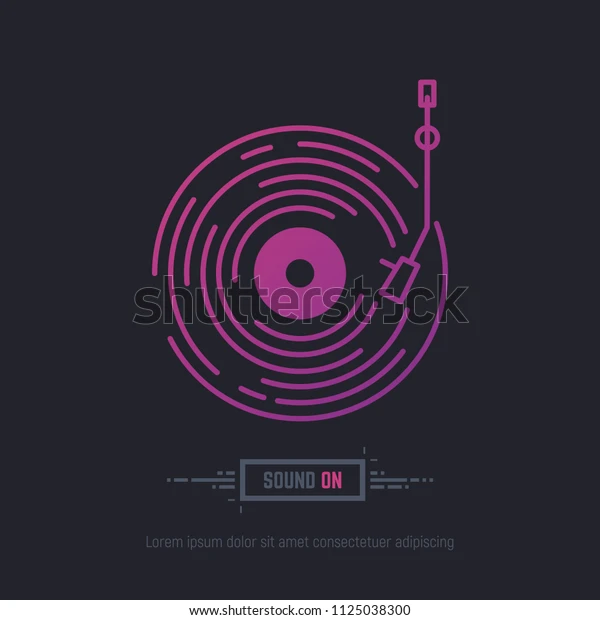 shutterstock
SOUND ON
Lorem ipsum dolor sit amet consectetuer adipiscing
www.shutterstock.com · 1125038300